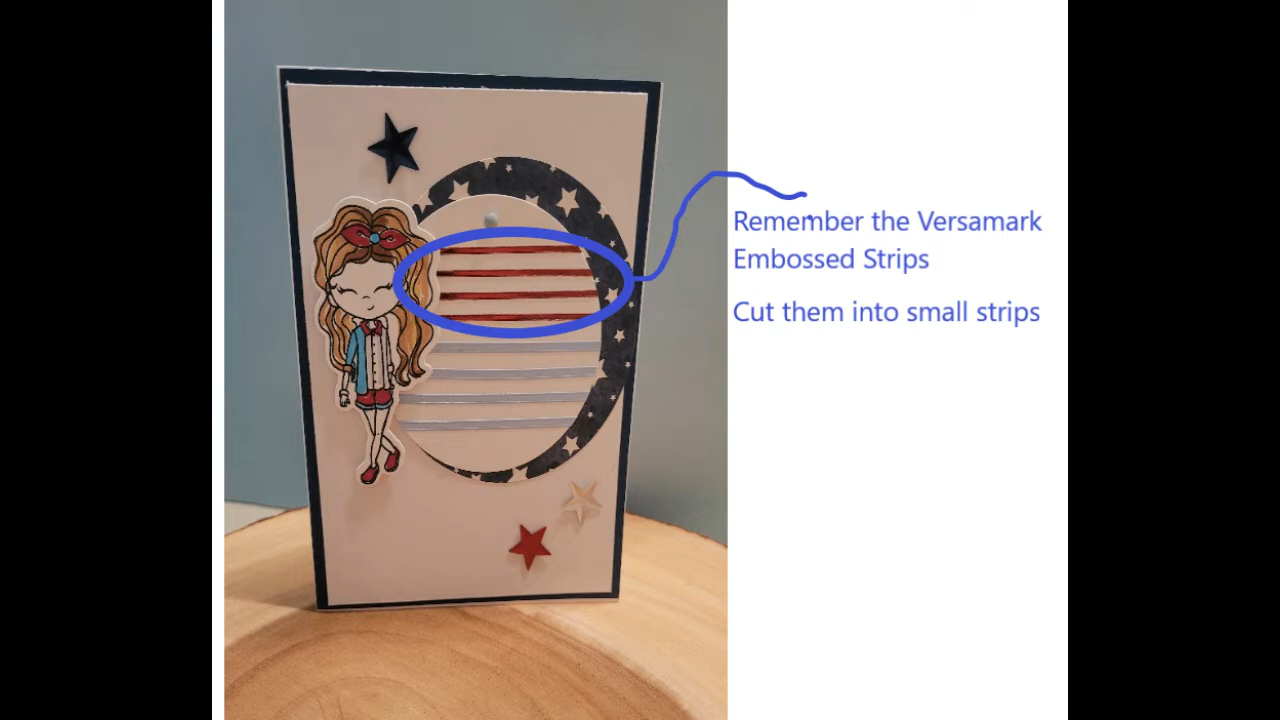 Remember the Versamark
Embossed Strips
Cut them into small strips